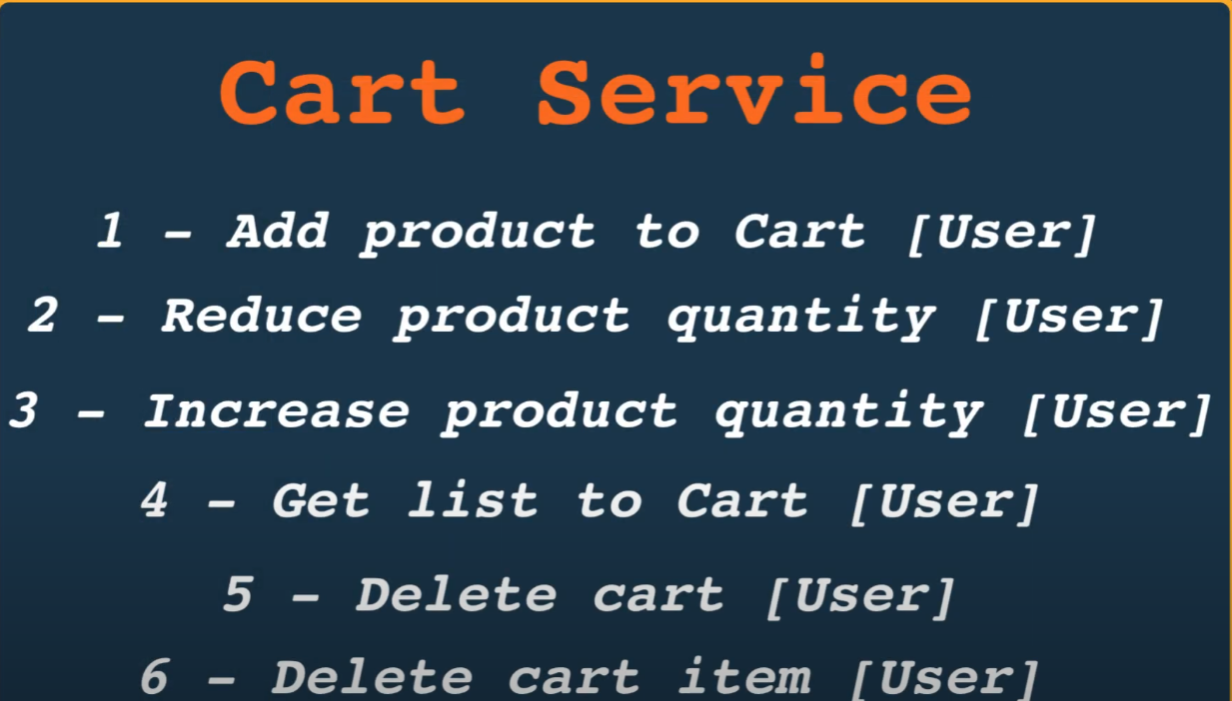 Cart Service
1 - Add product to Cart [User]
2 - Reduce product quantity [User]
3 - Increase product quantity [User]
4 - Get list to Cart [User]
5 - Delete cart [User]
6 - Delete cart item [User]